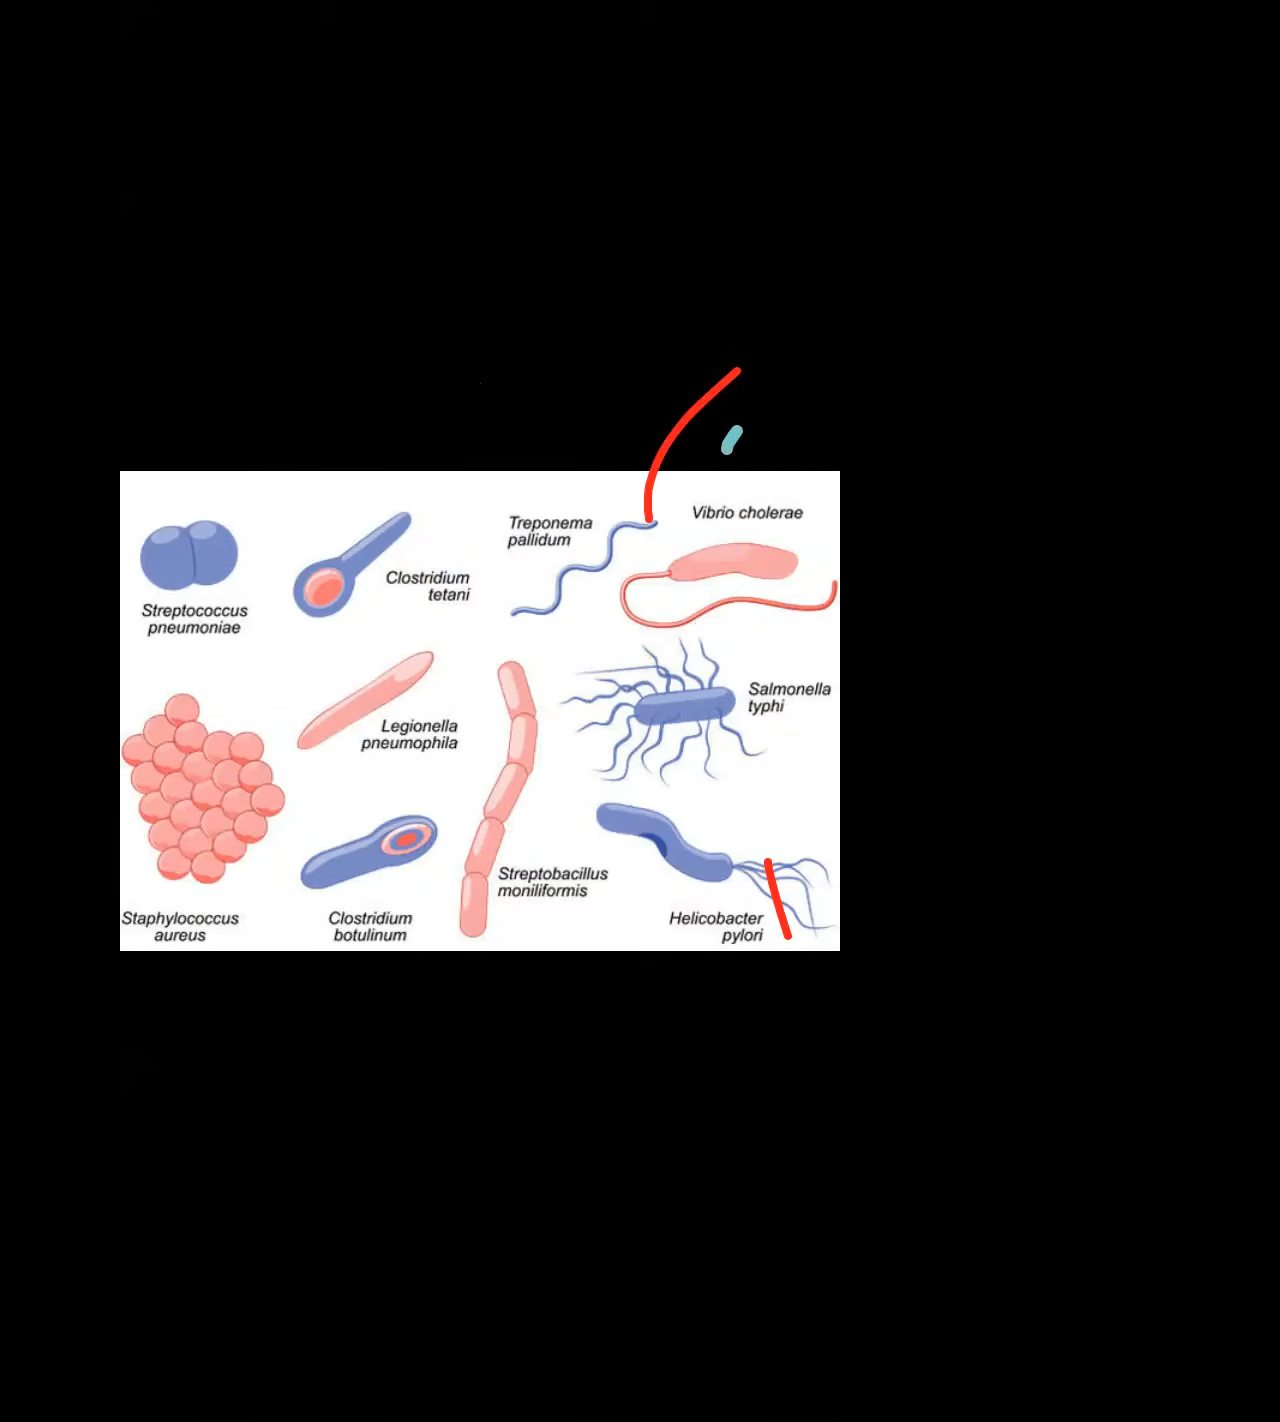 Streptococcus
pneumoniae
Clostridium
tetani
Treponema
pallidum
Vibrio cholerae
Staphylococcus
aureus
Legionella
pneumophila
Clostridium
botulinum
Streptobacillus
moniliformis
Salmonella
typhi
Helicobacter
pylori